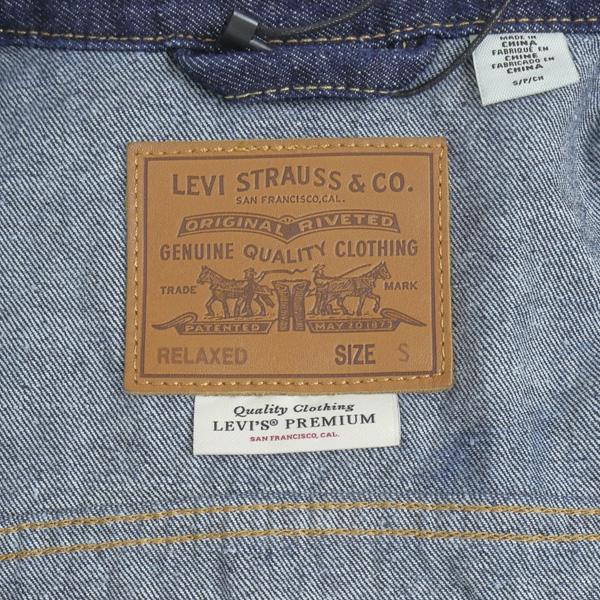 MADE IN
CHINA
FABRIQUÉ EN
CHINE
FABRICADO EN
CHINA
S/P/CH
LEVI STRAUSS & CO.
SAN FRANCISCO, CAL.
ORIGINAL RIVETED
GENUINE QUALITY CLOTHING
TRADE MARK
PATENTED MAY 20 1873
RELAXED SIZE S
Quality Clothing
LEVI'S® PREMIUM
SAN FRANCISCO, CAL.